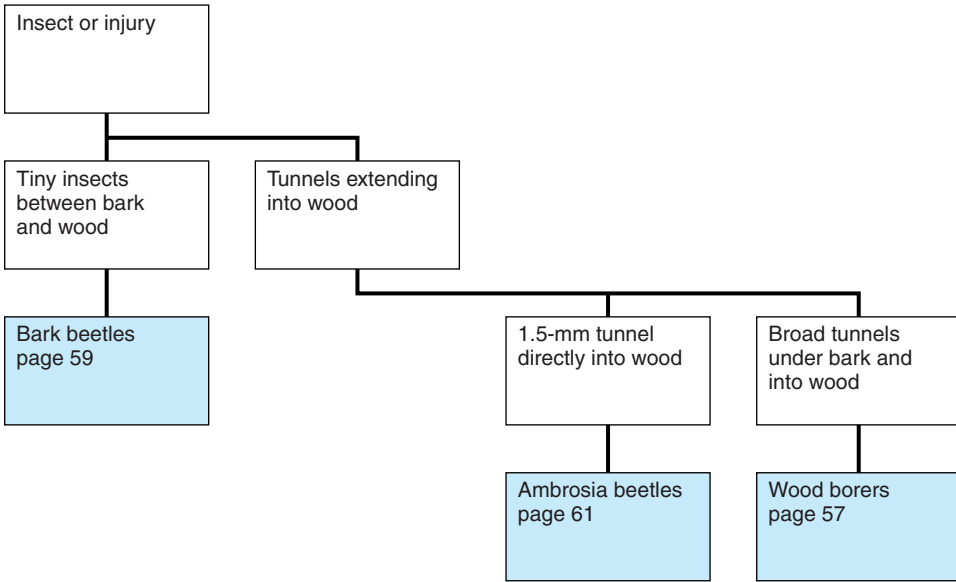 Insect or injury
Tiny insects
between bark
and wood
Tunnels extending
into wood
Bark beetles
page 59
1.5-mm tunnel
directly into wood
Broad tunnels
under bark and
into wood
Ambrosia beetles
page 61
Wood borers
page 57